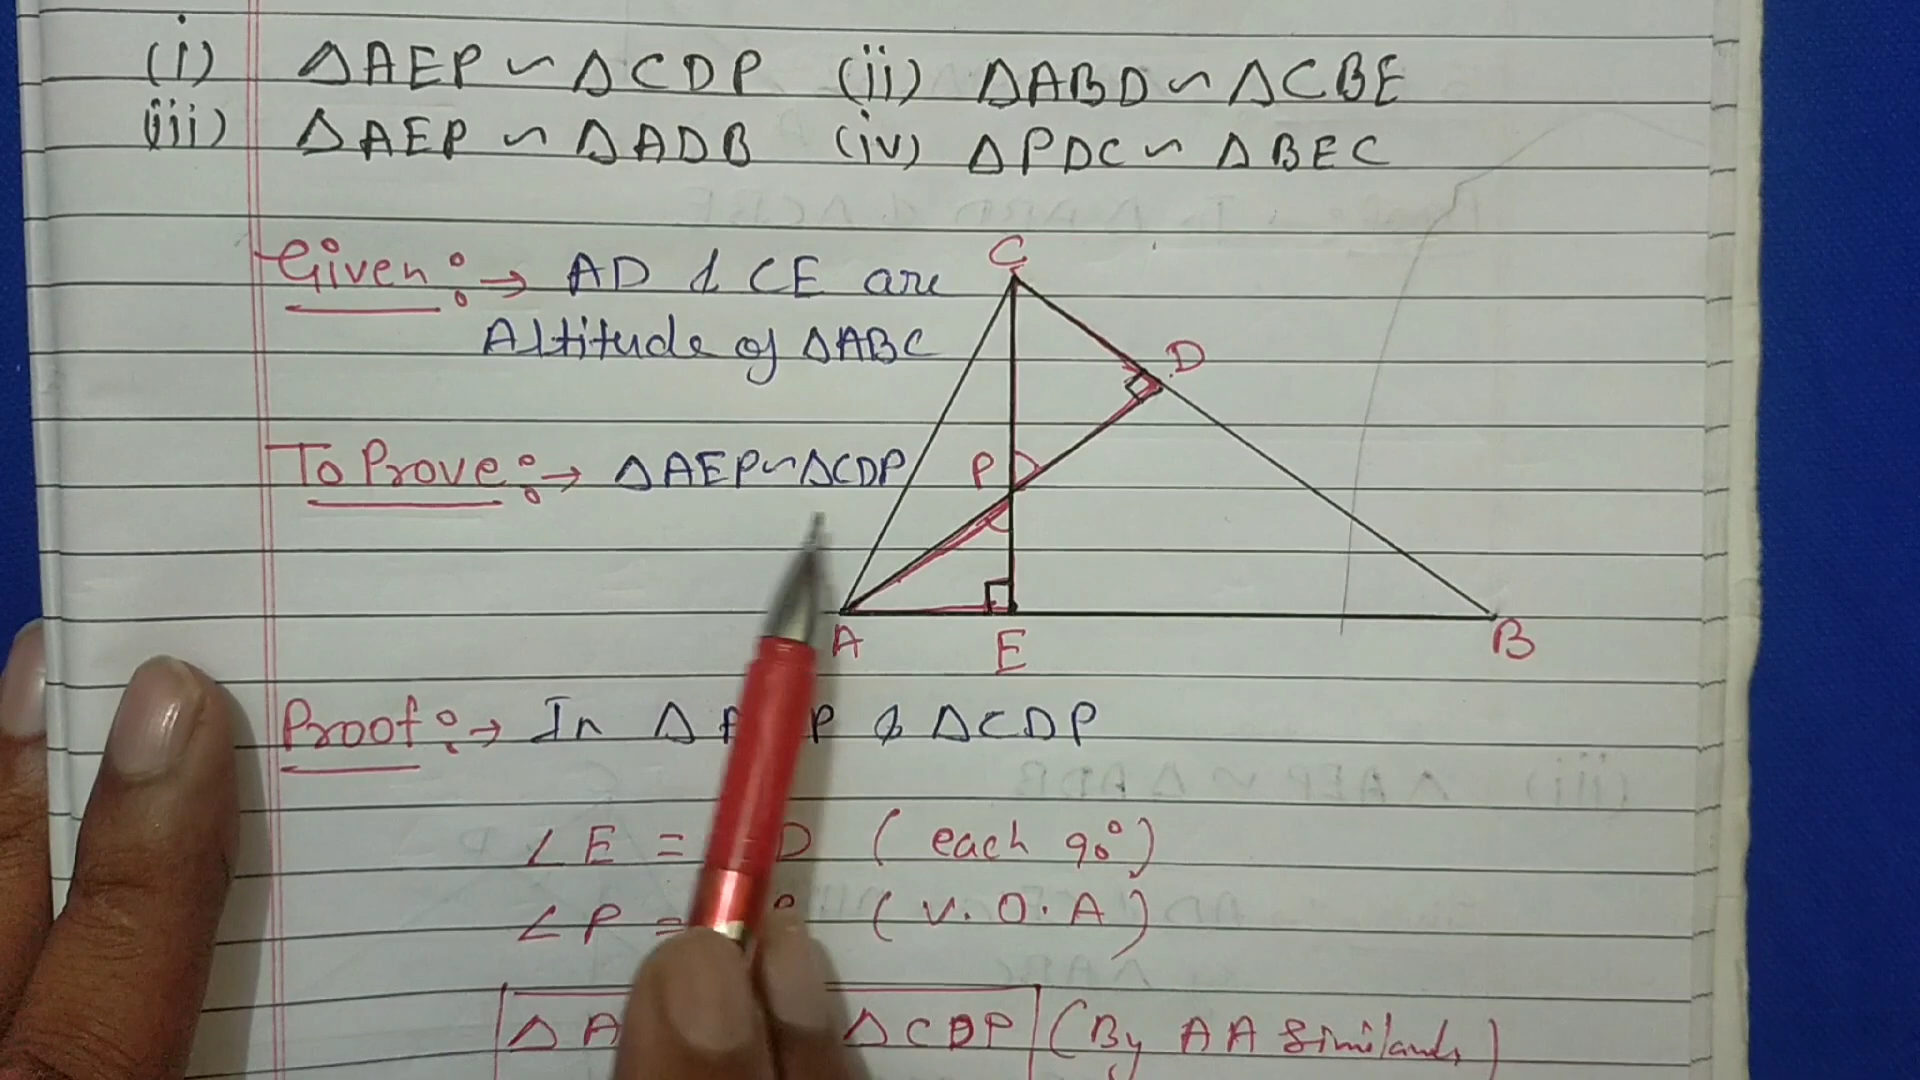 (i) ΔAEP ~ ΔCDP (ii) ΔABD ~ ΔCBE
(iii) ΔAEP ~ ΔADB (iv) ΔPDC ~ ΔBEC
Given :→ AD & CE are
Altitude of ΔABC
To Prove :→ ΔAEP~ΔCDP
C
D
P
A
E
B
Proof :→ In Δ P & ΔCDP
∠E = D (each 90°)
∠P = (V.O.A)
ΔA ΔCDP (By AA